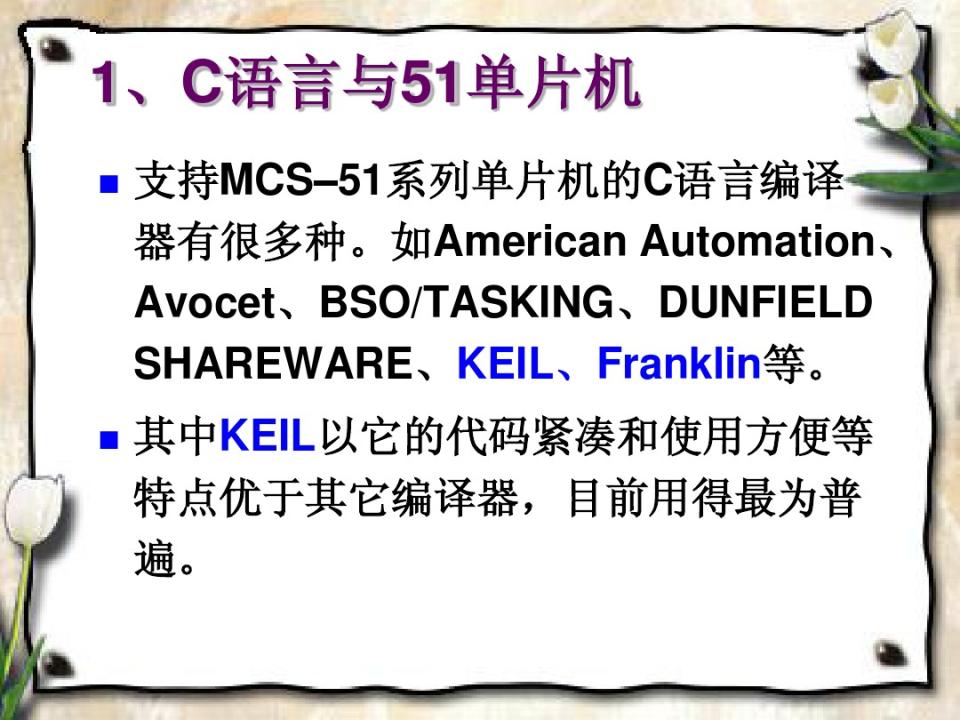 1、C语言与51单片机
支持MCS–51系列单片机的C语言编译
器有很多种。如American Automation、
Avocet、BSO/TASKING、DUNFIELD
SHAREWARE、KEIL、Franklin等。
其中KEIL以它的代码紧凑和使用方便等
特点优于其它编译器，目前用得最为普
遍。